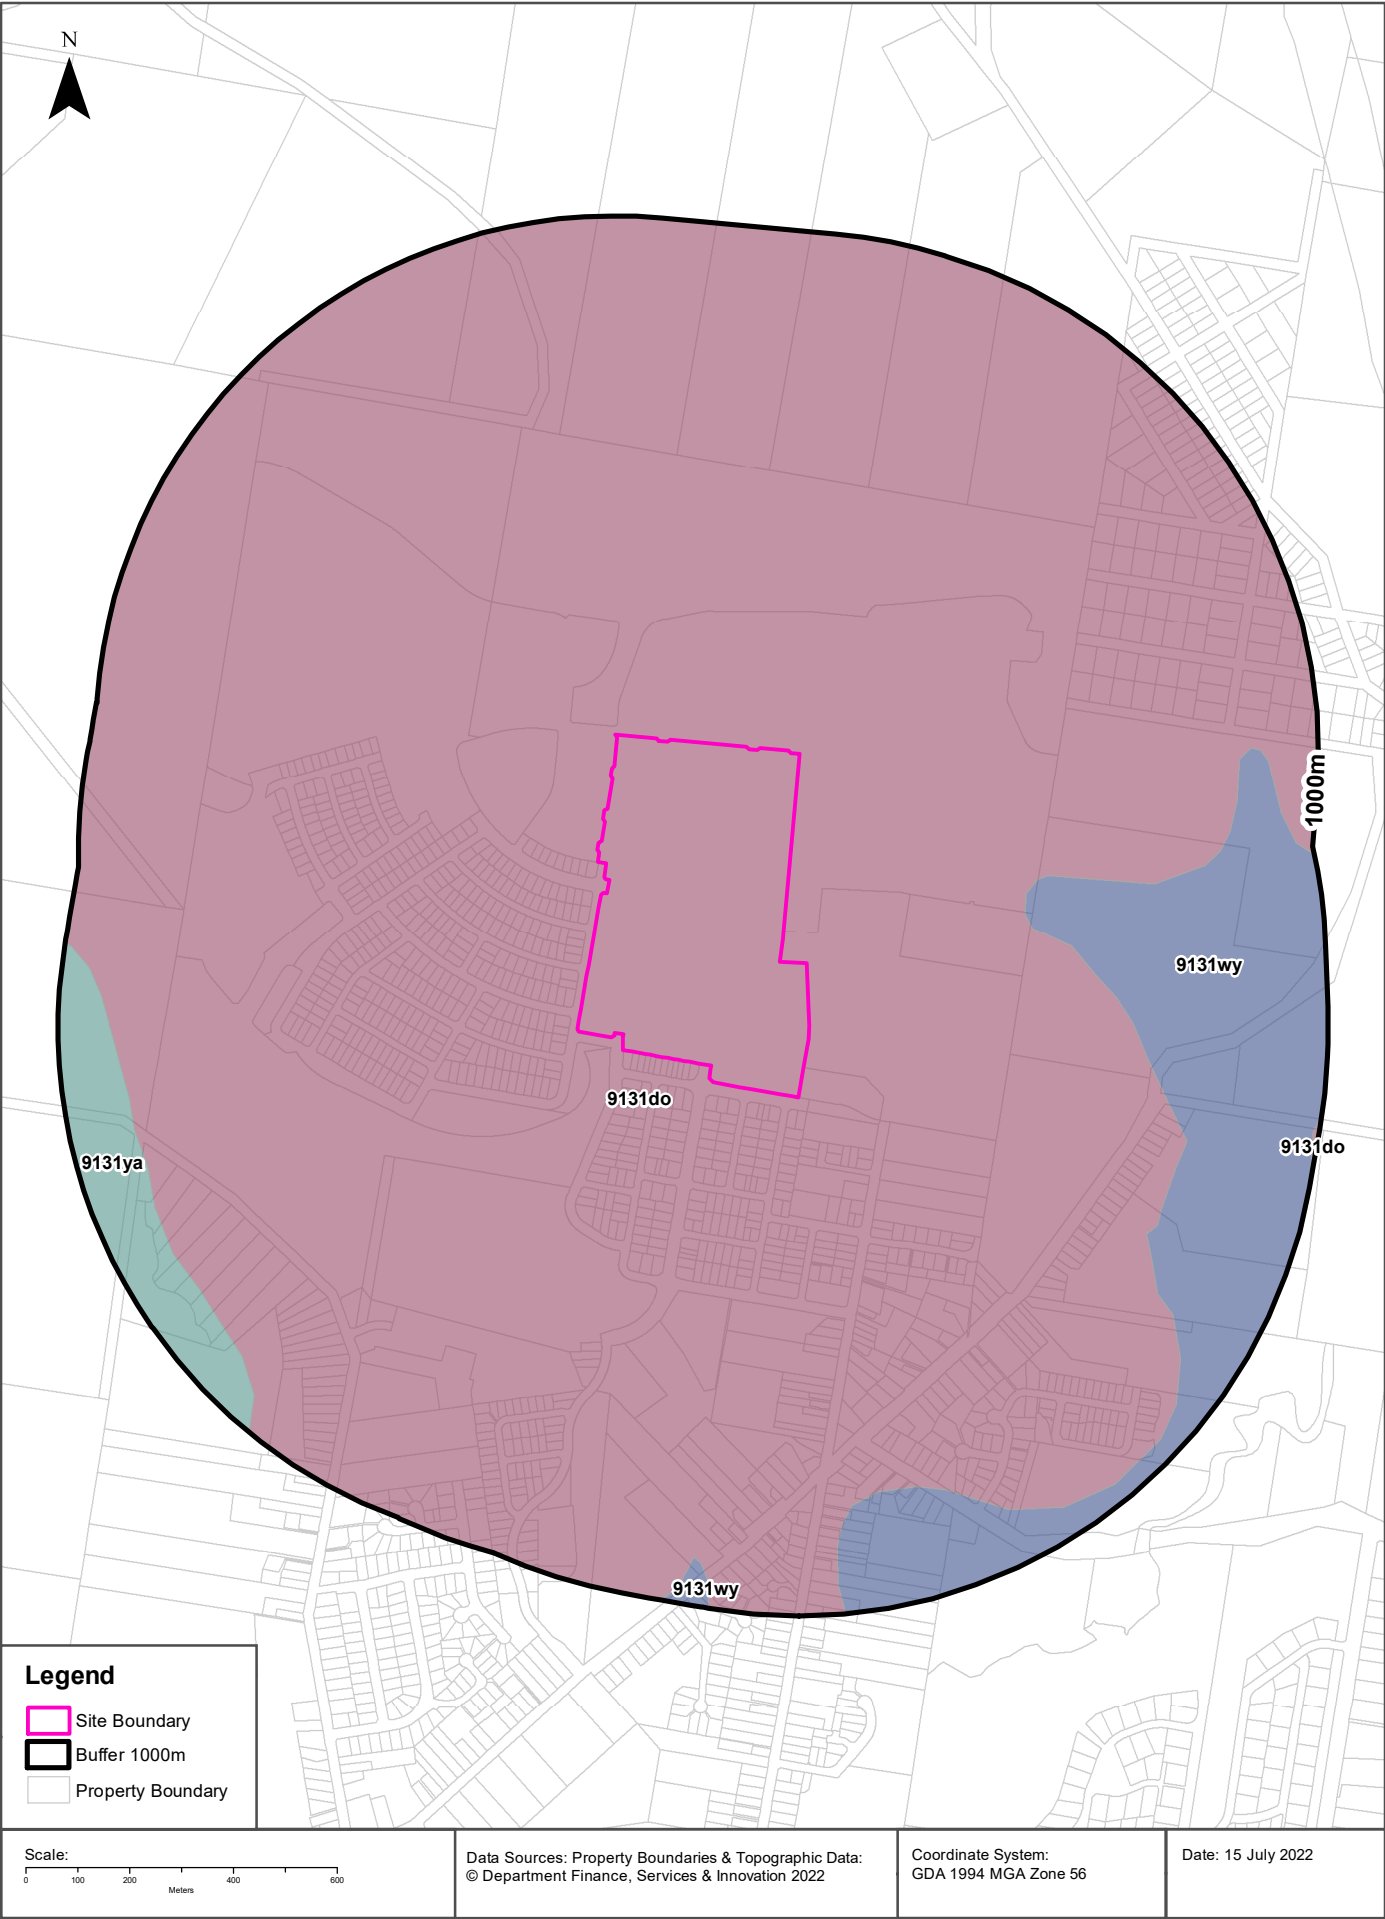 N
1000m
9131wy
9131do
9131do
9131ya
9131wy
Legend
Site Boundary
Buffer 1000m
Property Boundary
Scale:
0 100 200 400 600
Meters
Data Sources: Property Boundaries & Topographic Data:
© Department Finance, Services & Innovation 2022
Coordinate System:
GDA 1994 MGA Zone 56
Date: 15 July 2022